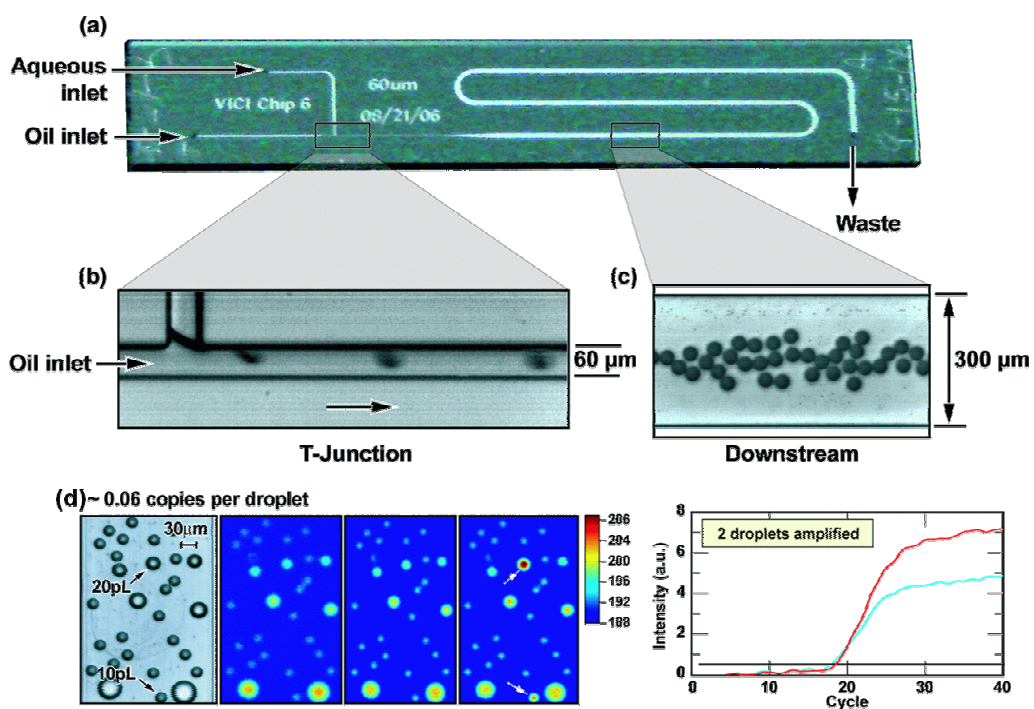 (a)
Aqueous
inlet
Oil inlet
VICI Chip 6
60um
08/21/06
Waste
(b)
(c)
Oil inlet
60 µm
300 µm
T-Junction
Downstream
(d) ~ 0.06 copies per droplet
30µm
20pL
10pL
206
204
200
196
192
188
2 droplets amplified
Intensity (a.u.)
8
6
4
2
0
0
10
20
30
40
Cycle